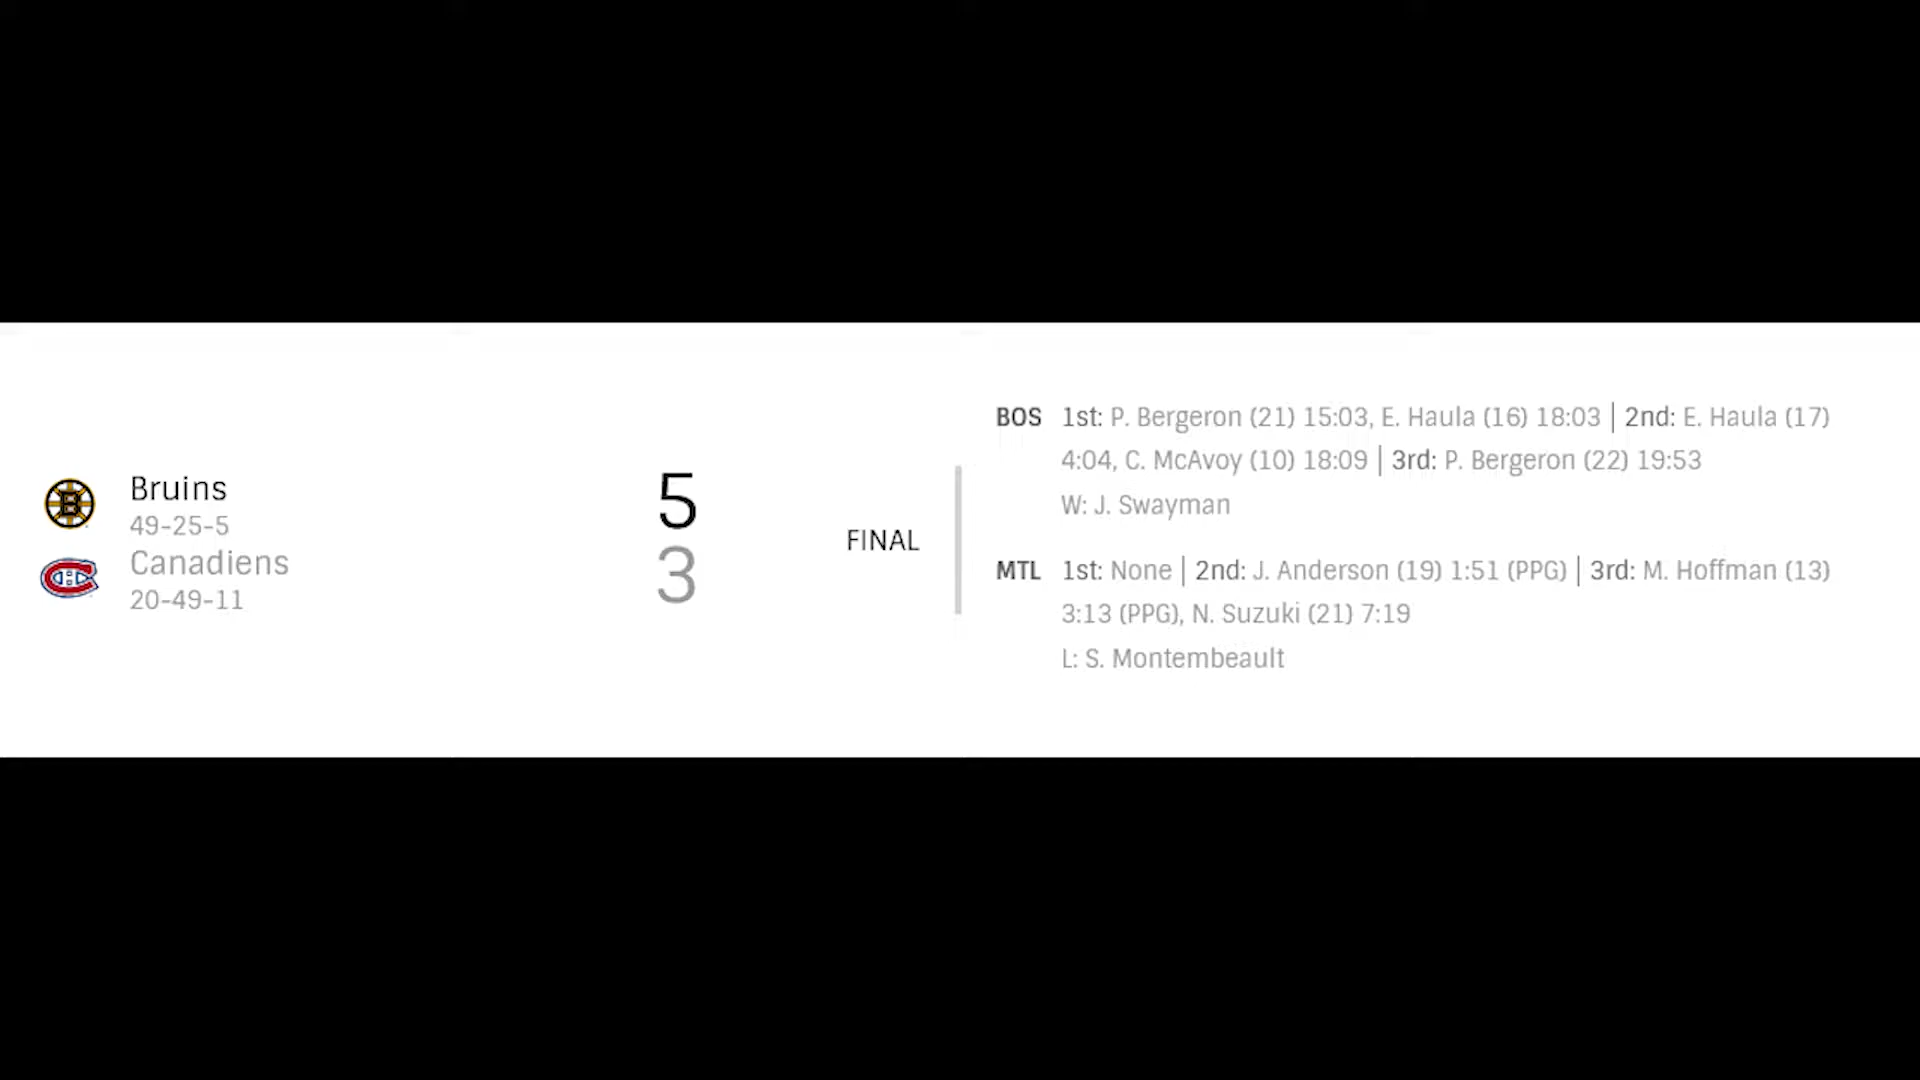 Bruins
49-25-5
5
Canadiens
20-49-11
3
FINAL
BOS 1st: P. Bergeron (21) 15:03, E. Haula (16) 18:03 | 2nd: E. Haula (17)
4:04, C. McAvoy (10) 18:09 | 3rd: P. Bergeron (22) 19:53
W: J. Swayman
MTL 1st: None | 2nd: J. Anderson (19) 1:51 (PPG) | 3rd: M. Hoffman (13)
3:13 (PPG), N. Suzuki (21) 7:19
L: S. Montembeault